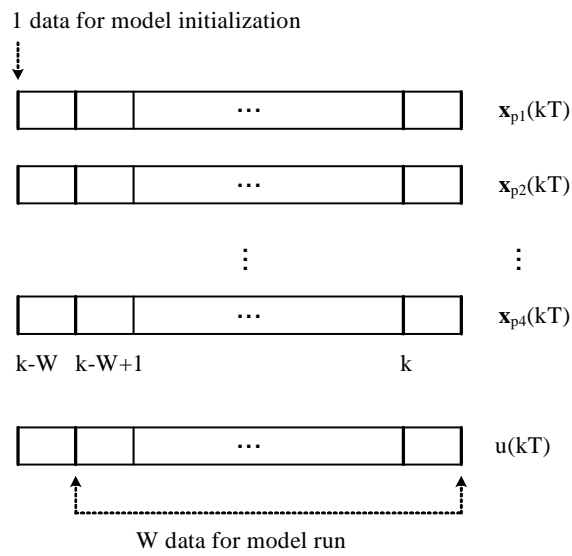 1 data for model initialization
... x_p1(kT)
... x_p2(kT)
⋮ ⋮
... x_p4(kT)
k-W k-W+1 k
... u(kT)
W data for model run